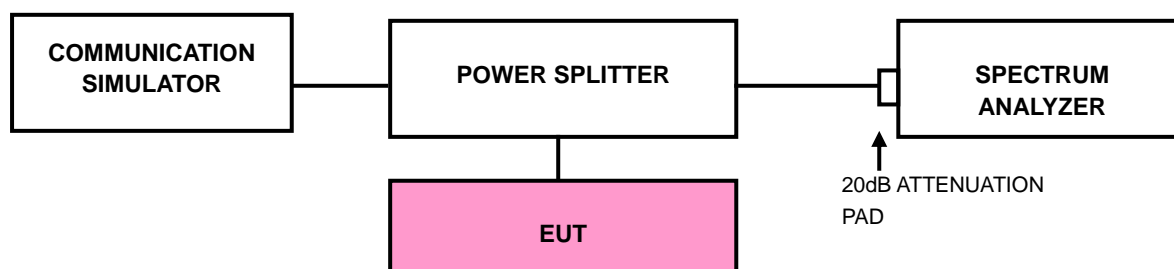 COMMUNICATION
SIMULATOR
POWER SPLITTER
SPECTRUM
ANALYZER
20dB ATTENUATION
PAD
EUT